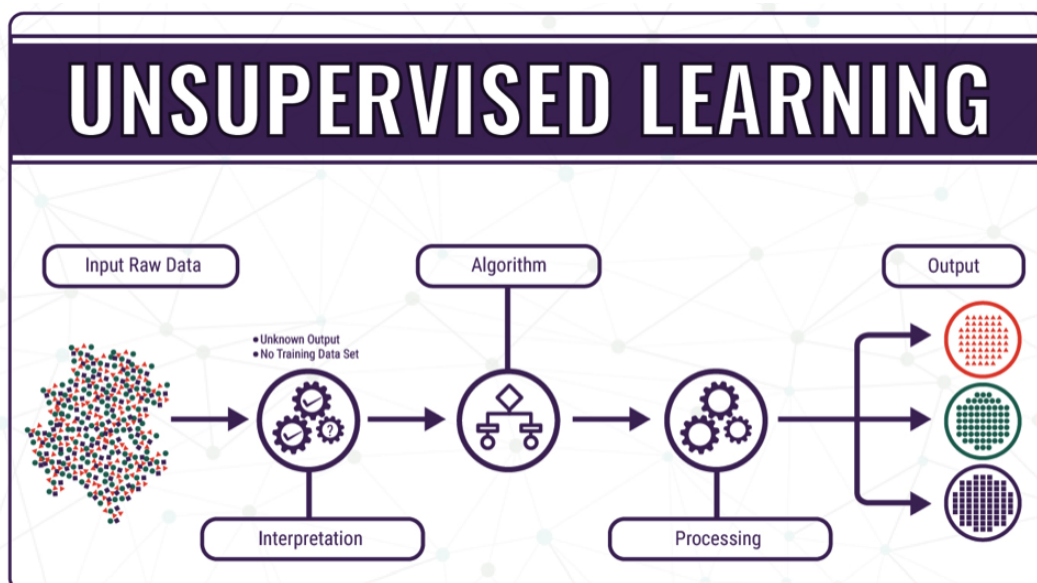 UNSUPERVISED LEARNING
Input Raw Data
Algorithm
Output
• Unknown Output
• No Training Data Set
?
Interpretation
Processing